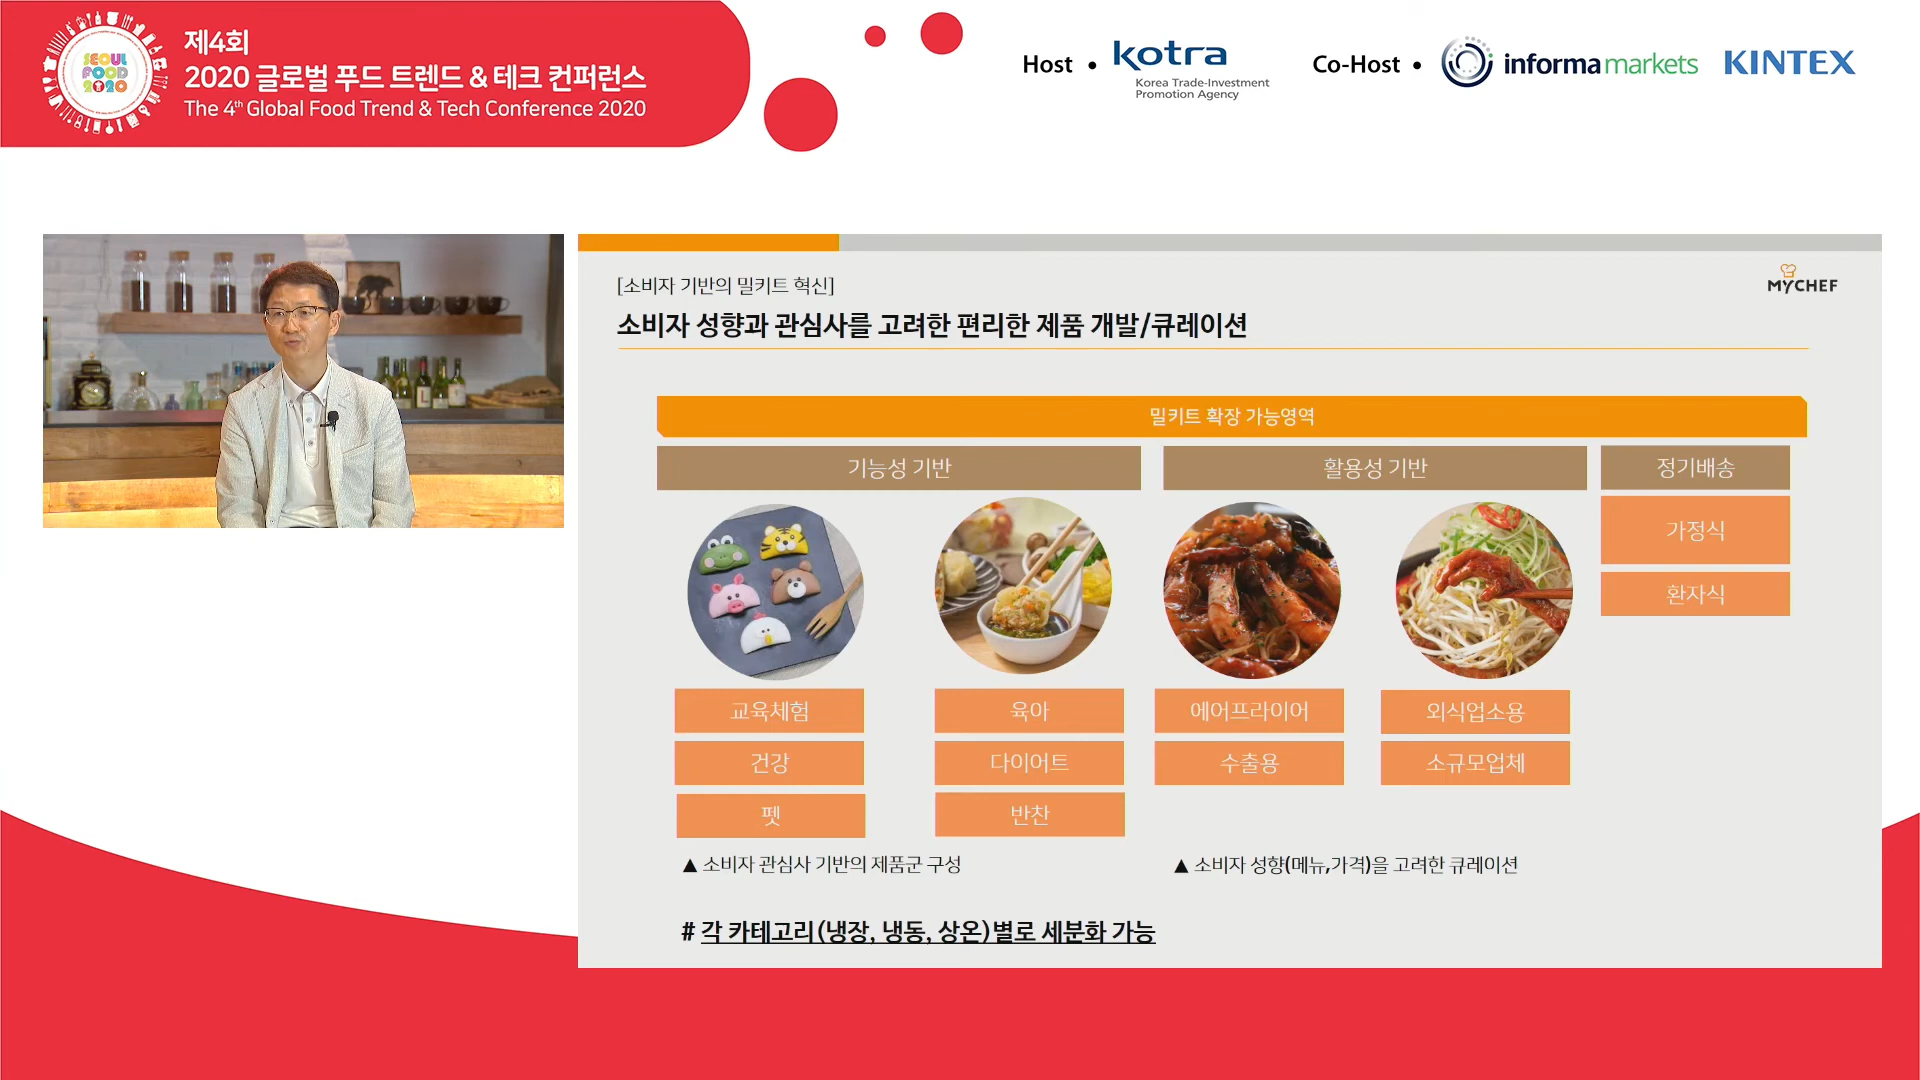 SEOUL
FOOD
2020
제4회
2020 글로벌 푸드 트렌드 & 테크 컨퍼런스
The 4th Global Food Trend & Tech Conference 2020
Host • kotra
Korea Trade-Investment
Promotion Agency
Co-Host • informa markets KINTEX
[소비자 기반의 밀키트 혁신]
MYCHEF
소비자 성향과 관심사를 고려한 편리한 제품 개발/큐레이션
밀키트 확장 가능영역
기능성 기반 활용성 기반 정기배송
가정식
환자식
교육체험 육아 에어프라이어 외식업소용
건강 다이어트 수출용 소규모업체
펫 반찬
▲ 소비자 관심사 기반의 제품군 구성 ▲ 소비자 성향(메뉴,가격)을 고려한 큐레이션
# 각 카테고리(냉장, 냉동, 상온)별로 세분화 가능